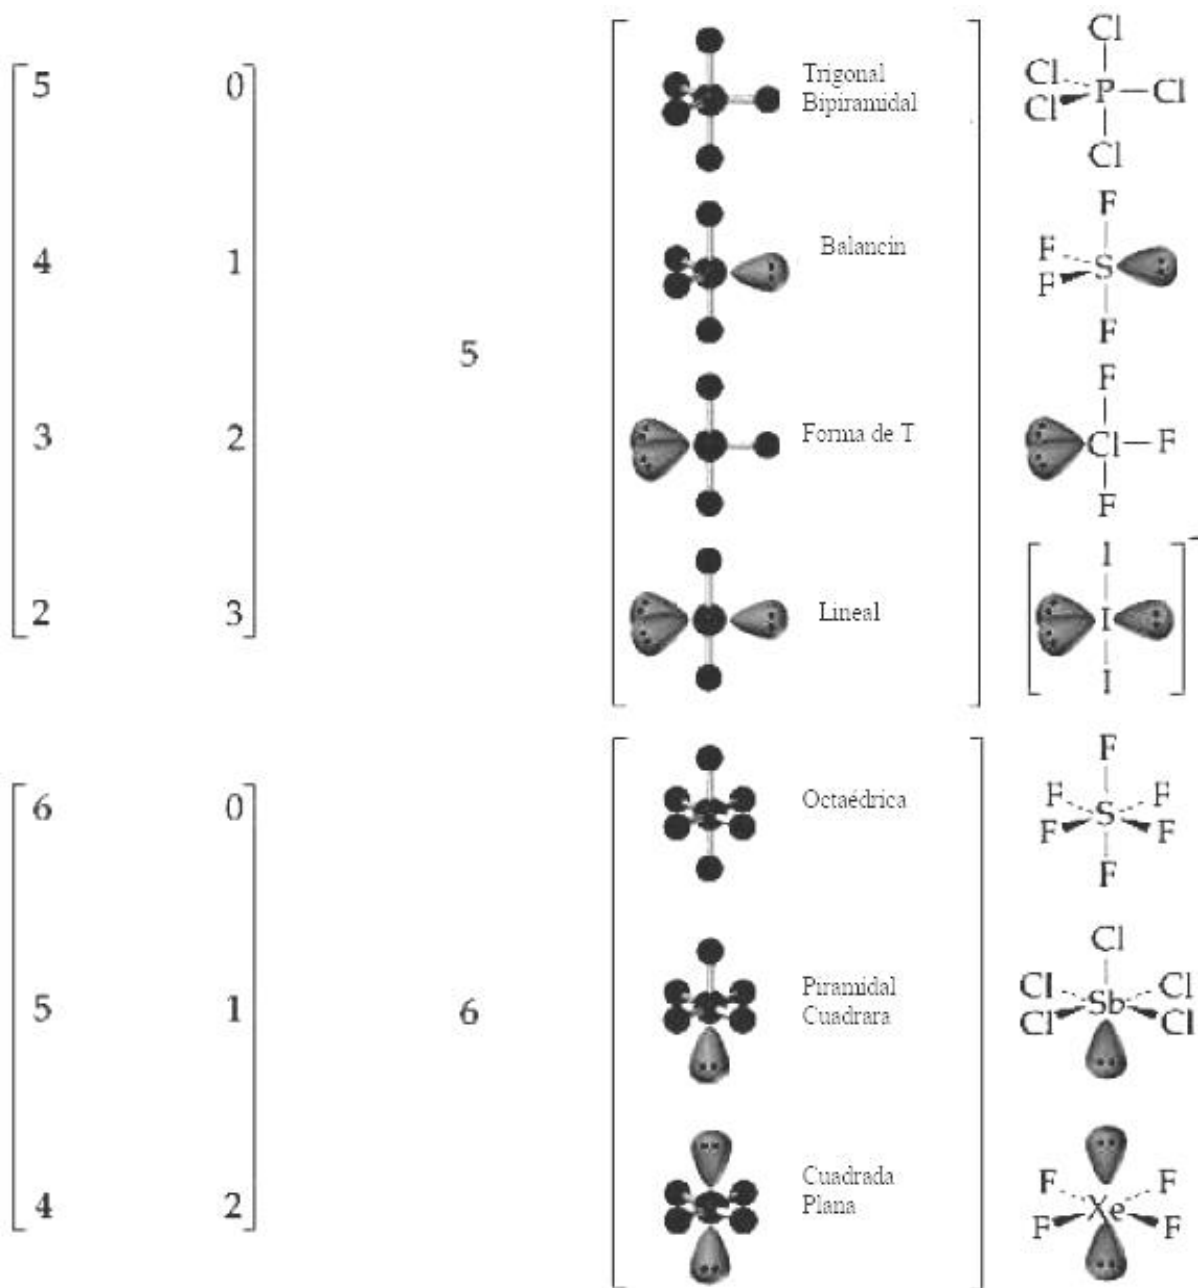 Cl
5 0 Trigonal Cl
Bipiramidal Cl P Cl
Cl
F
4 1 Balancin F S
F
F
5
F
3 2 Forma de T Cl F
F
I
2 3 Lineal I
I
-
F
6 0 Octaédrica F F
S
F F
F
Cl
5 1 6 Piramidal Cl Cl
Cuadrara Sb
Cl Cl
4 2 Cuadrada F F
Plana Xe
F F